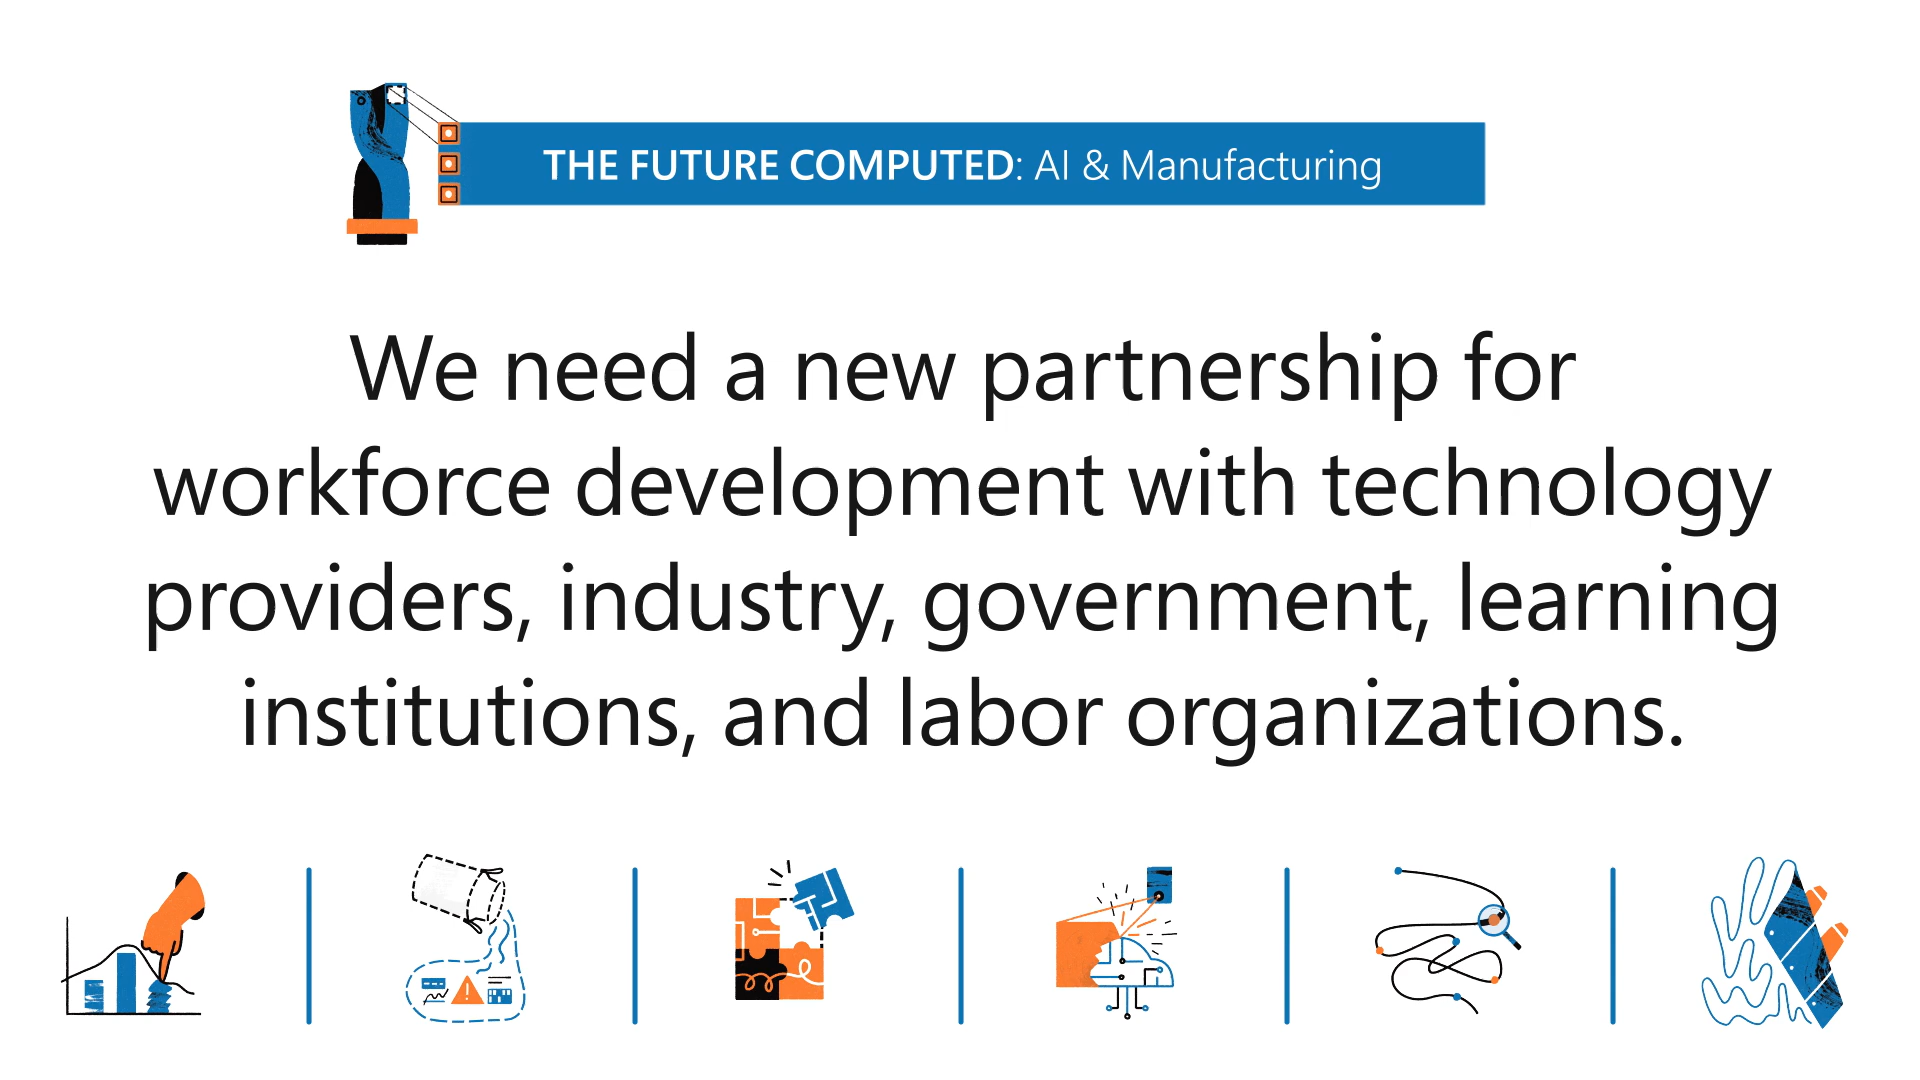 THE FUTURE COMPUTED: AI & Manufacturing
We need a new partnership for
workforce development with technology
providers, industry, government, learning
institutions, and labor organizations.